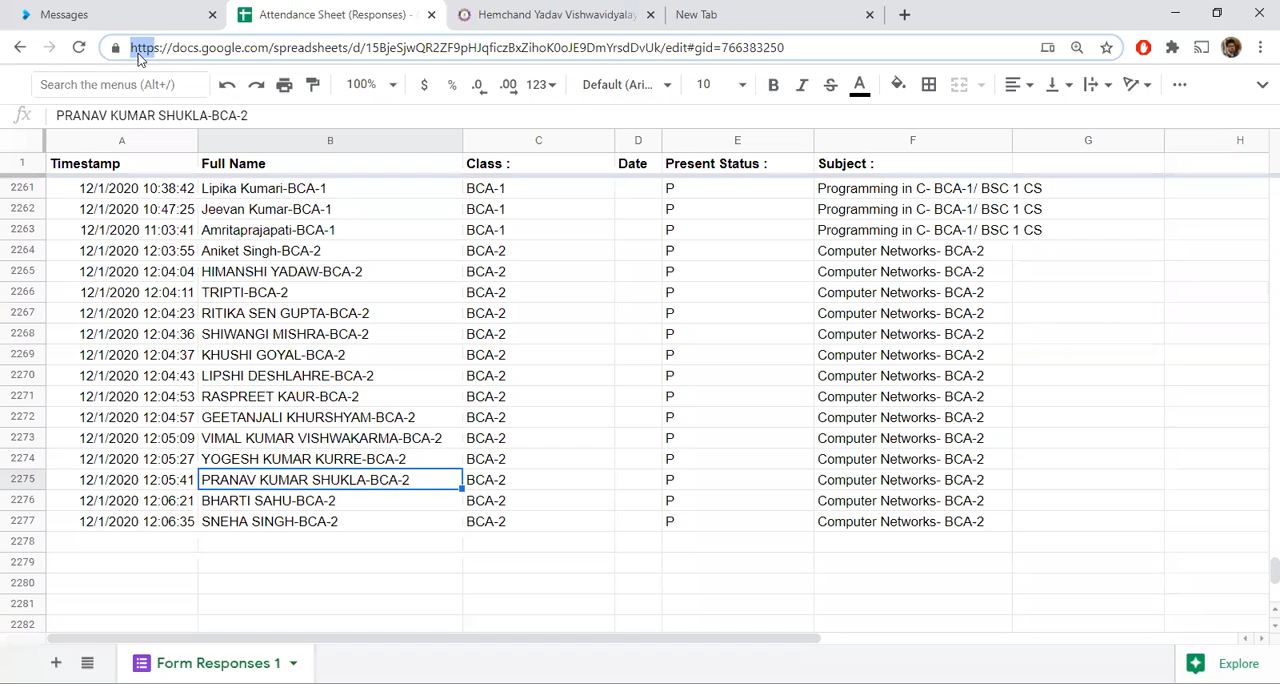 Messages
Attendance Sheet (Responses) -
Hemchand Yadav Vishwavidyalay
New Tab
https://docs.google.com/spreadsheets/d/15BjeSjwQR2ZF9pHJqficzBxZihoK0oJE9DmYrsdDvUk/edit#gid=766383250
Search the menus (Alt+/) 100% $ % .0 .00 123 Default (Ari... 10 B I S A ...
fx PRANAV KUMAR SHUKLA-BCA-2
A B C D E F G H
1 Timestamp Full Name Class : Date Present Status : Subject :
2261 12/1/2020 10:38:42 Lipika Kumari-BCA-1 BCA-1 P Programming in C- BCA-1/ BSC 1 CS
2262 12/1/2020 10:47:25 Jeevan Kumar-BCA-1 BCA-1 P Programming in C- BCA-1/ BSC 1 CS
2263 12/1/2020 11:03:41 Amritaprajapati-BCA-1 BCA-1 P Programming in C- BCA-1/ BSC 1 CS
2264 12/1/2020 12:03:55 Aniket Singh-BCA-2 BCA-2 P Computer Networks- BCA-2
2265 12/1/2020 12:04:04 HIMANSHI YADAW-BCA-2 BCA-2 P Computer Networks- BCA-2
2266 12/1/2020 12:04:11 TRIPTI-BCA-2 BCA-2 P Computer Networks- BCA-2
2267 12/1/2020 12:04:23 RITIKA SEN GUPTA-BCA-2 BCA-2 P Computer Networks- BCA-2
2268 12/1/2020 12:04:36 SHIWANGI MISHRA-BCA-2 BCA-2 P Computer Networks- BCA-2
2269 12/1/2020 12:04:37 KHUSHI GOYAL-BCA-2 BCA-2 P Computer Networks- BCA-2
2270 12/1/2020 12:04:43 LIPSHI DESHLAHRE-BCA-2 BCA-2 P Computer Networks- BCA-2
2271 12/1/2020 12:04:53 RASPREET KAUR-BCA-2 BCA-2 P Computer Networks- BCA-2
2272 12/1/2020 12:04:57 GEETANJALI KHURSHYAM-BCA-2 BCA-2 P Computer Networks- BCA-2
2273 12/1/2020 12:05:09 VIMAL KUMAR VISHWAKARMA-BCA-2 BCA-2 P Computer Networks- BCA-2
2274 12/1/2020 12:05:27 YOGESH KUMAR KURRE-BCA-2 BCA-2 P Computer Networks- BCA-2
2275 12/1/2020 12:05:41 PRANAV KUMAR SHUKLA-BCA-2 BCA-2 P Computer Networks- BCA-2
2276 12/1/2020 12:06:21 BHARTI SAHU-BCA-2 BCA-2 P Computer Networks- BCA-2
2277 12/1/2020 12:06:35 SNEHA SINGH-BCA-2 BCA-2 P Computer Networks- BCA-2
2278
2279
2280
2281
2282
Form Responses 1
Explore